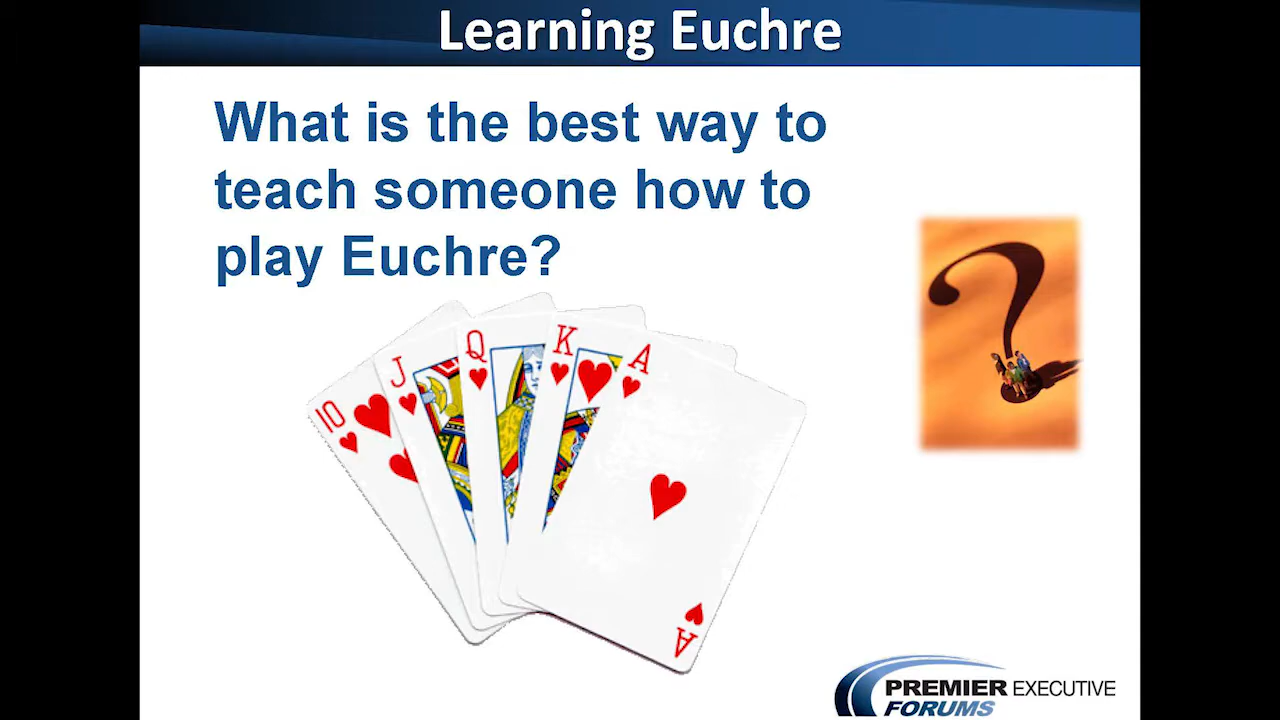 Learning Euchre
What is the best way to
teach someone how to
play Euchre?
10
J
Q
K
A
A
PREMIER EXECUTIVE
FORUMS